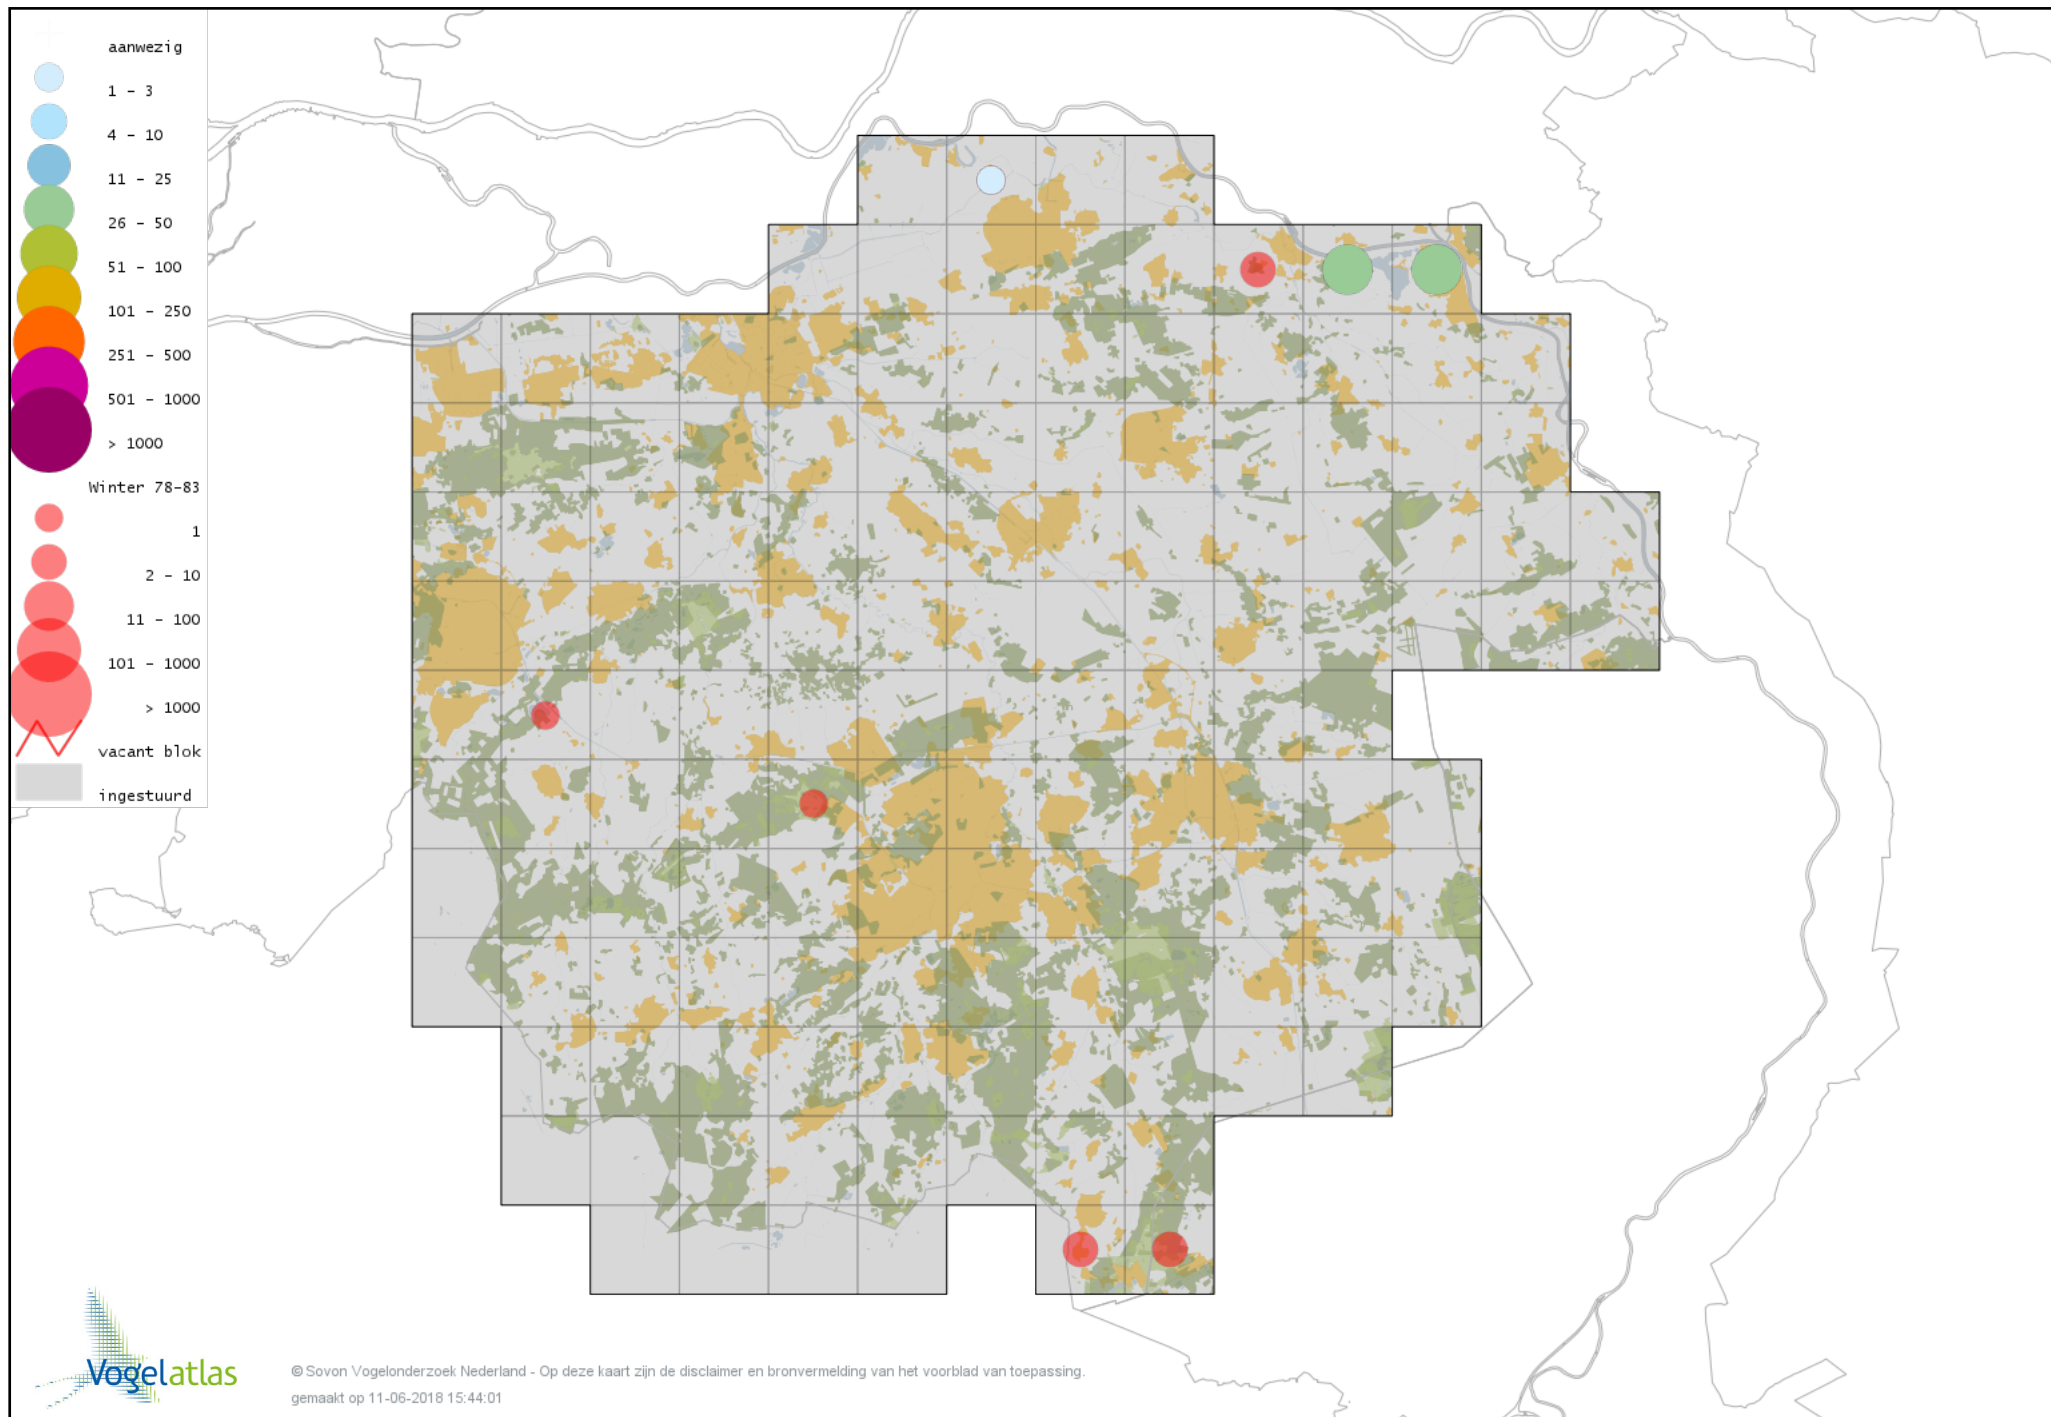 aanwezig
1 - 3
4 - 10
11 - 25
26 - 50
51 - 100
101 - 250
251 - 500
501 - 1000
> 1000
Winter 78-83
1
2 - 10
11 - 100
101 - 1000
> 1000
vacant blok
ingestuurd
Vogelatlas
© Sovon Vogelonderzoek Nederland - Op deze kaart zijn de disclaimer en bronvermelding van het voorblad van toepassing.
gemaakt op 11-06-2018 15:44:01